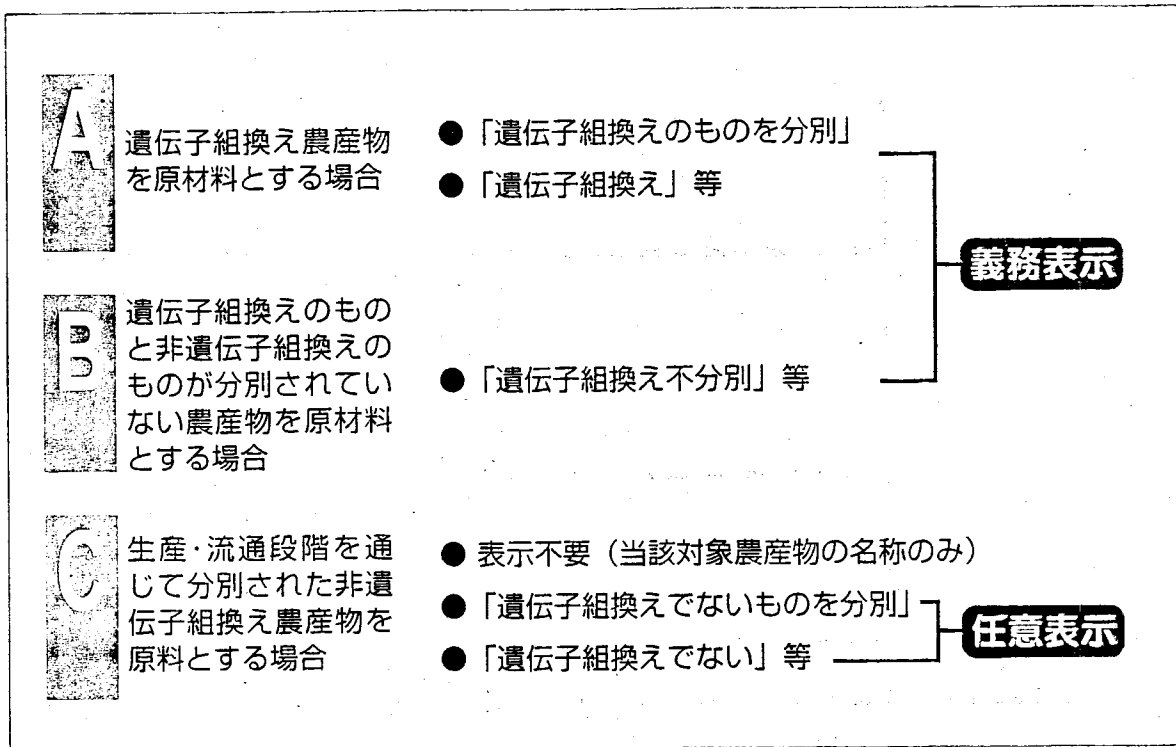 A
遺伝子組換え農産物
を原材料とする場合
●「遺伝子組換えのものを分別」
●「遺伝子組換え」等
義務表示
B
遺伝子組換えのもの
と非遺伝子組換えの
ものが分別されてい
ない農産物を原材料
とする場合
●「遺伝子組換え不分別」等
C
生産・流通段階を通
じて分別された非遺
伝子組換え農産物を
原料とする場合
●表示不要（当該対象農産物の名称のみ）
●「遺伝子組換えでないものを分別」
●「遺伝子組換えでない」等
任意表示